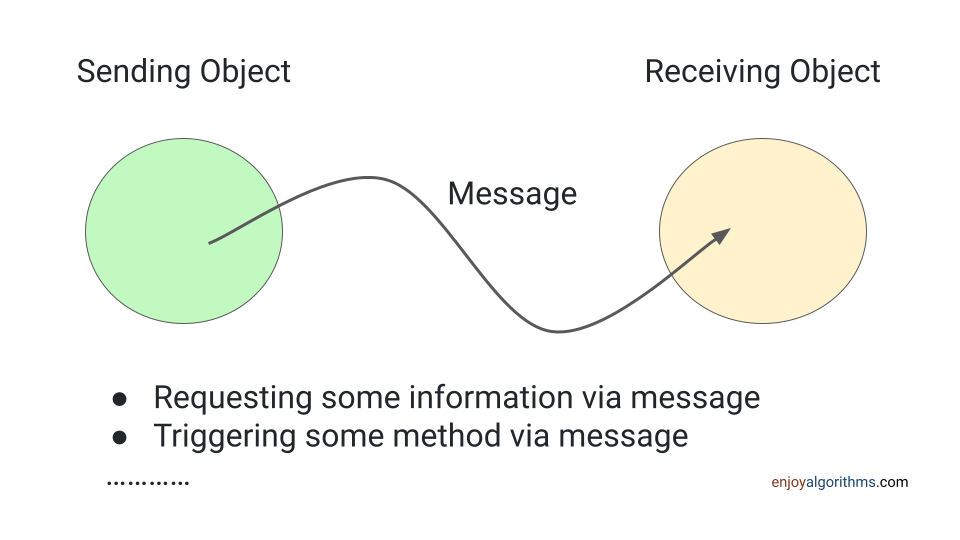 Sending Object
Receiving Object
Message
● Requesting some information via message
● Triggering some method via message
…………
enjoyalgorithms.com